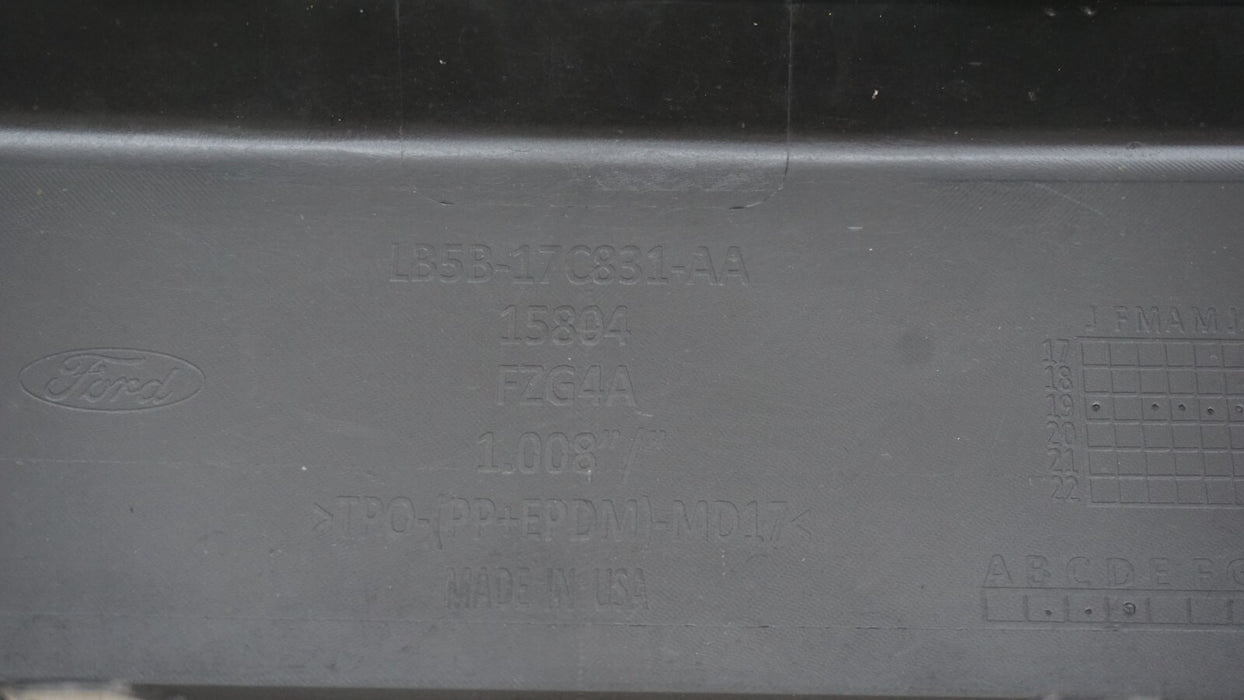 LB5B-17C831-AA
15804
FZG4A
1.008"/"
>TPO-(PP+EPDM)-MD17<
MADE IN USA
Ford
J F M A M J
17
18
19
20
21
22
A B C D E F G